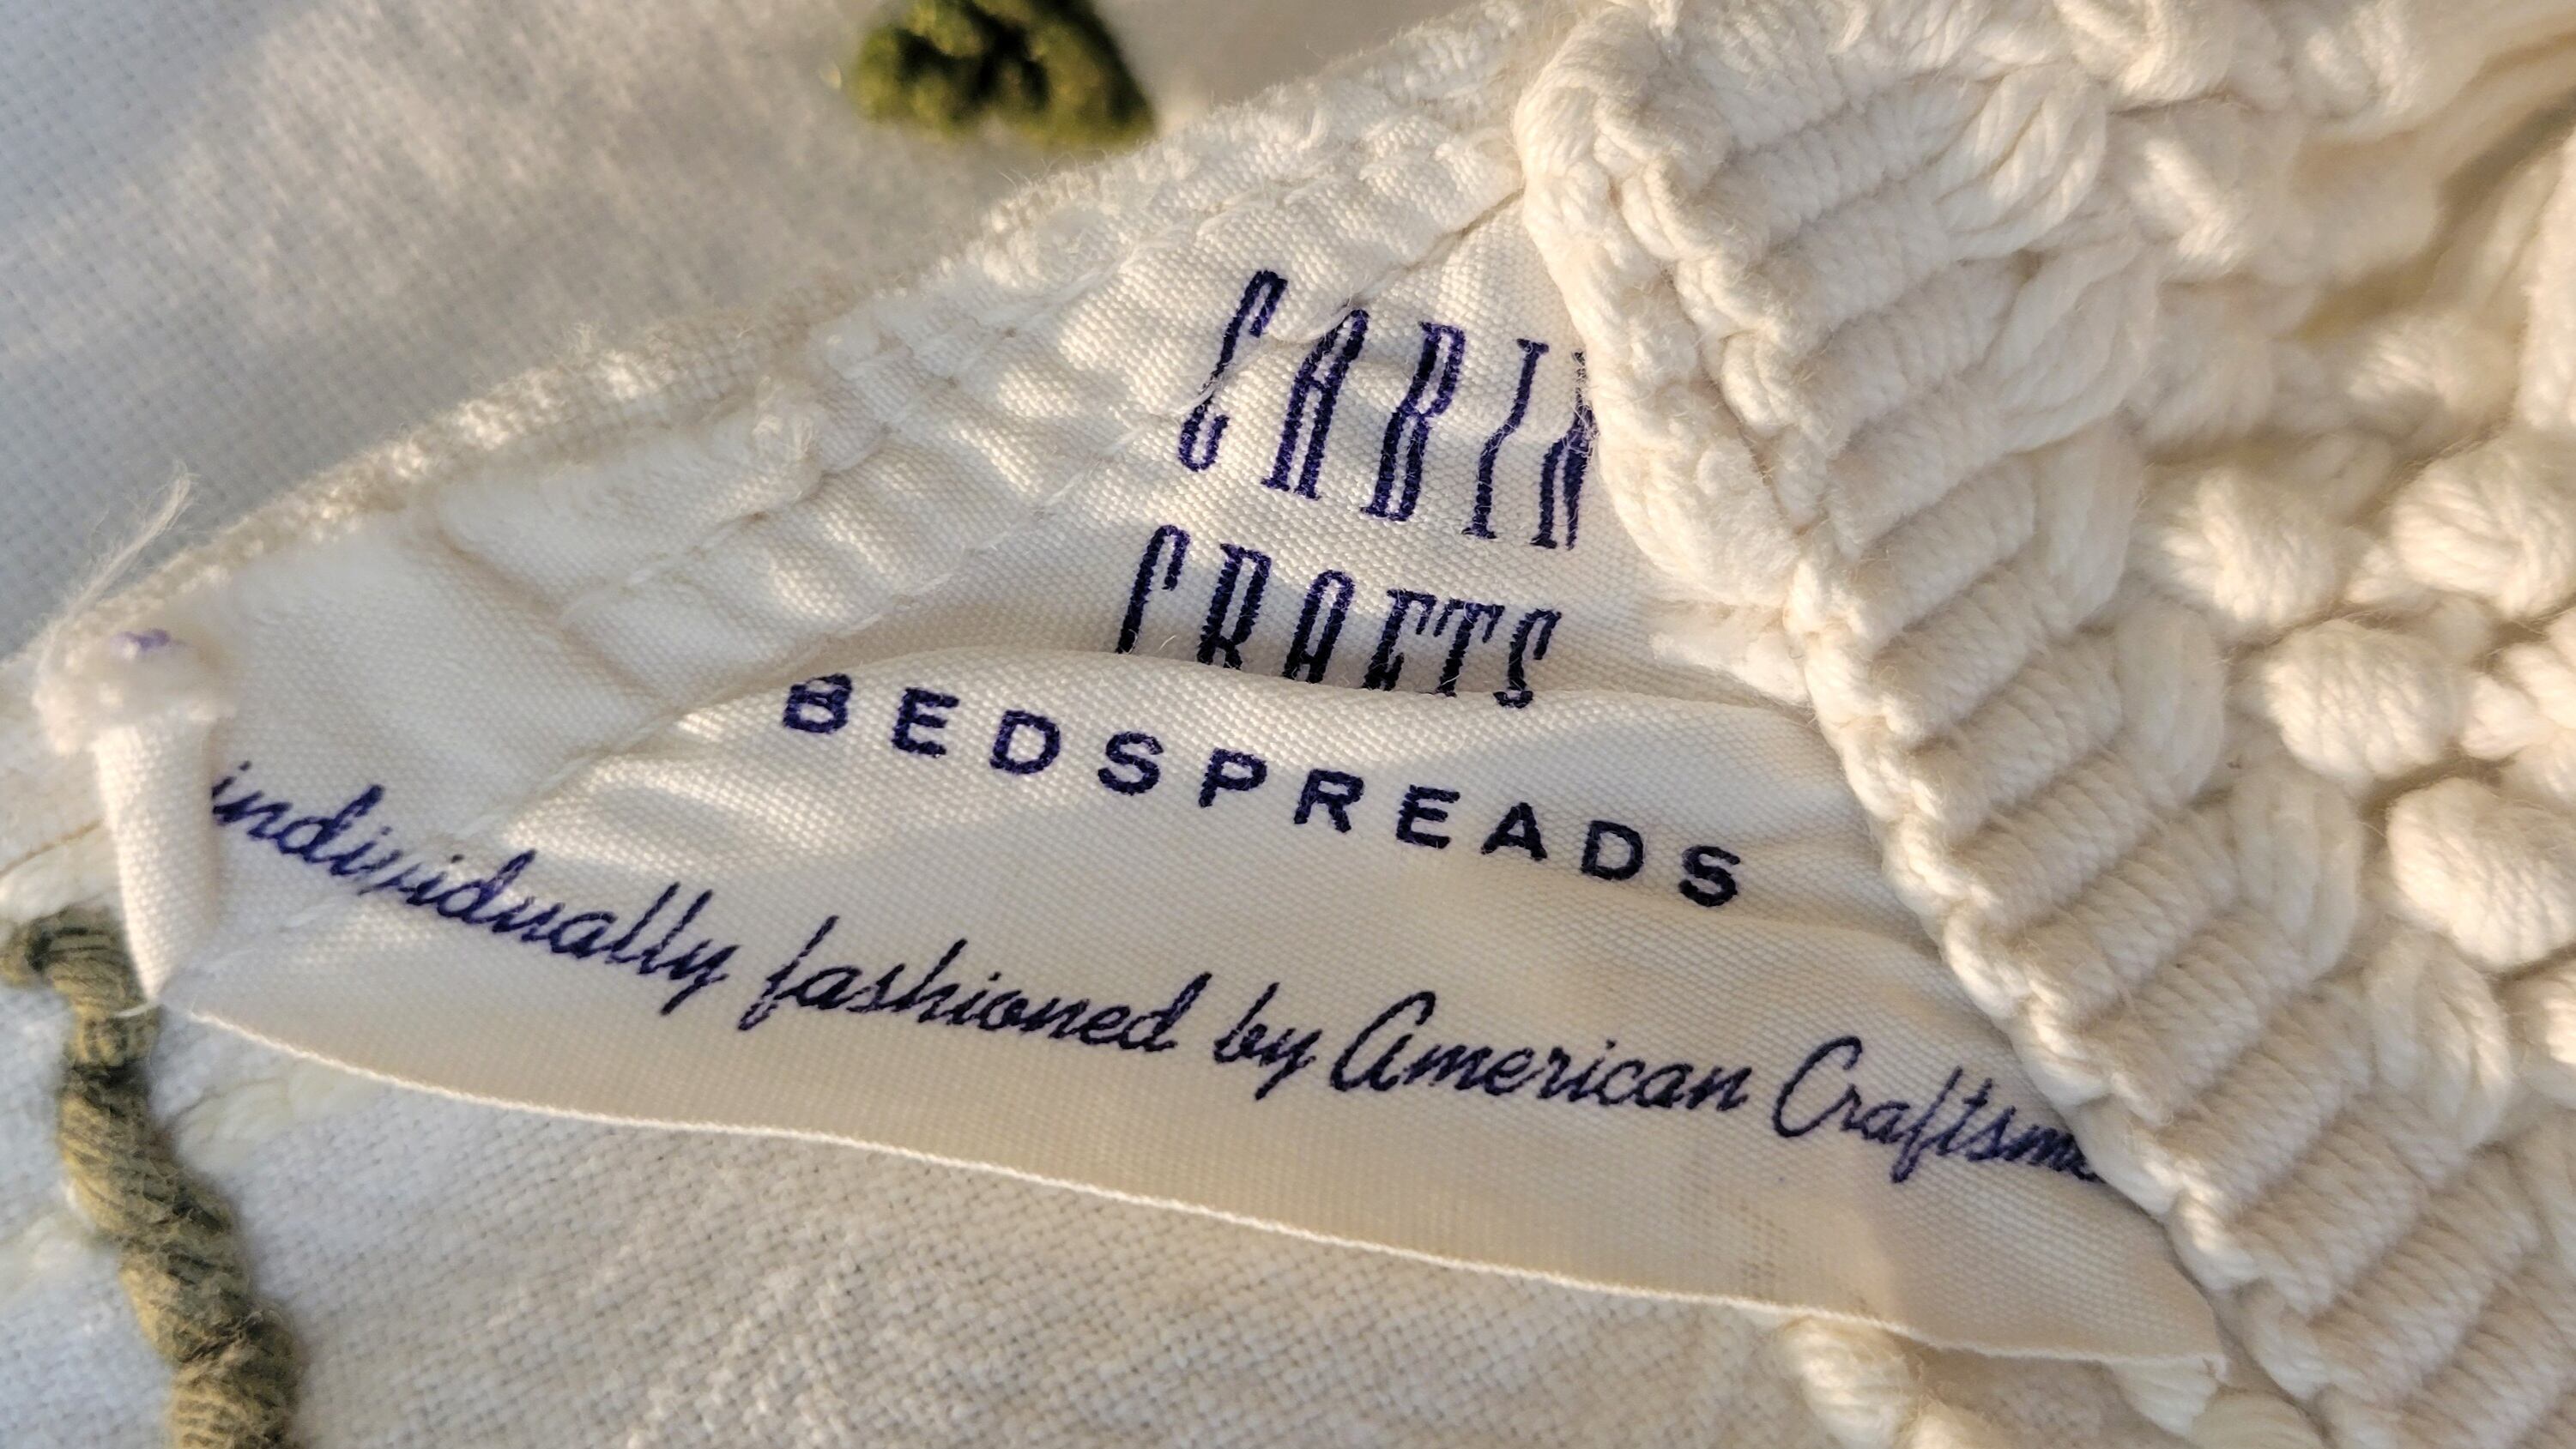 CABIN
CRAFTS
BEDSPREADS
individually fashioned by American